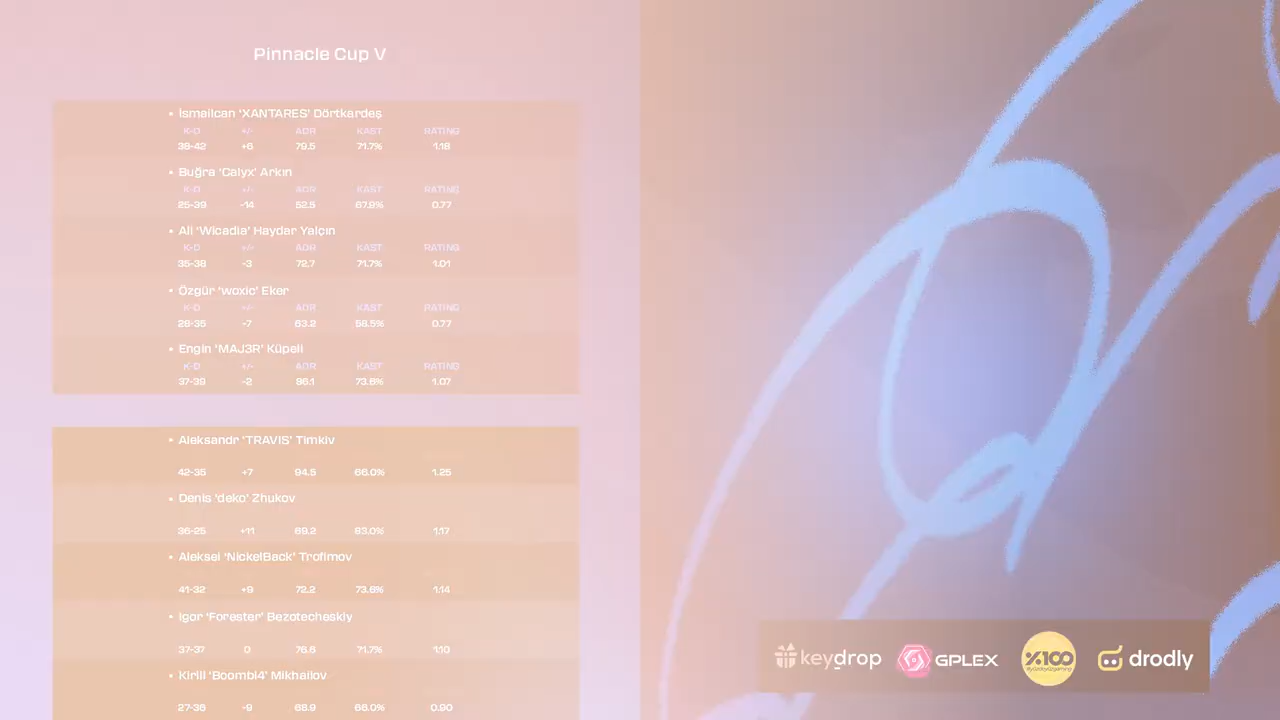 Pinnacle Cup V
• İsmailcan 'XANTARES' Dörtkardeş
K-D +/- ADR KAST RATING
36-42 +6 79.5 71.7% 1.18
• Buğra 'Calyx' Arkın
K-D +/- ADR KAST RATING
25-39 -14 52.5 67.9% 0.77
• Ali 'Wicadia' Haydar Yalçın
K-D +/- ADR KAST RATING
35-38 -3 72.7 71.7% 1.01
• Özgür 'woxic' Eker
K-D +/- ADR KAST RATING
28-35 -7 63.2 56.5% 0.77
• Engin 'MAJ3R' Küpeli
K-D +/- ADR KAST RATING
37-39 -2 86.1 73.6% 1.07
• Aleksandr 'TRAVIS' Timkiv
42-35 +7 94.5 66.0% 1.25
• Denis 'deko' Zhukov
36-25 +11 69.2 83.0% 1.17
• Aleksei 'NickelBack' Trofimov
41-32 +9 72.2 73.6% 1.14
• Igor 'Forester' Bezotecheskiy
37-37 0 76.6 71.7% 1.10
• Kirill 'Boombl4' Mikhailov
27-36 -9 68.9 66.0% 0.90
keydrop GPLEX %100 drodly